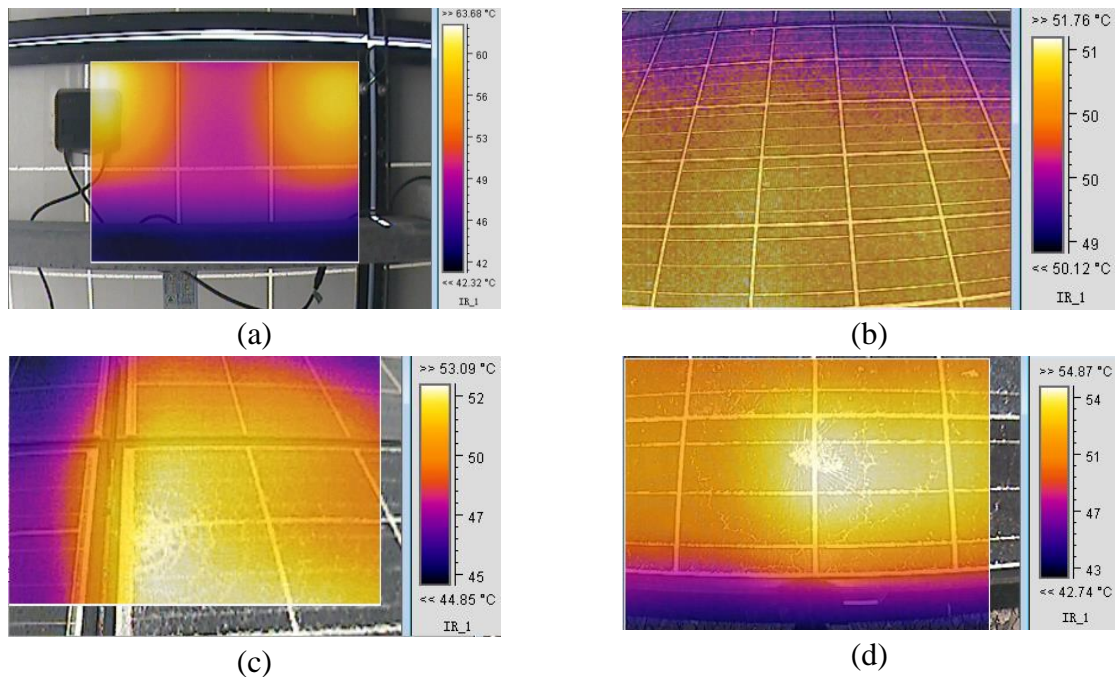 >> 63.68 °C
60
56
53
49
46
42
<< 42.32 °C
IR_1
(a)
>> 51.76 °C
51
50
50
49
<< 50.12 °C
IR_1
(b)
>> 53.09 °C
52
50
47
45
<< 44.85 °C
IR_1
(c)
>> 54.87 °C
54
51
47
43
<< 42.74 °C
IR_1
(d)